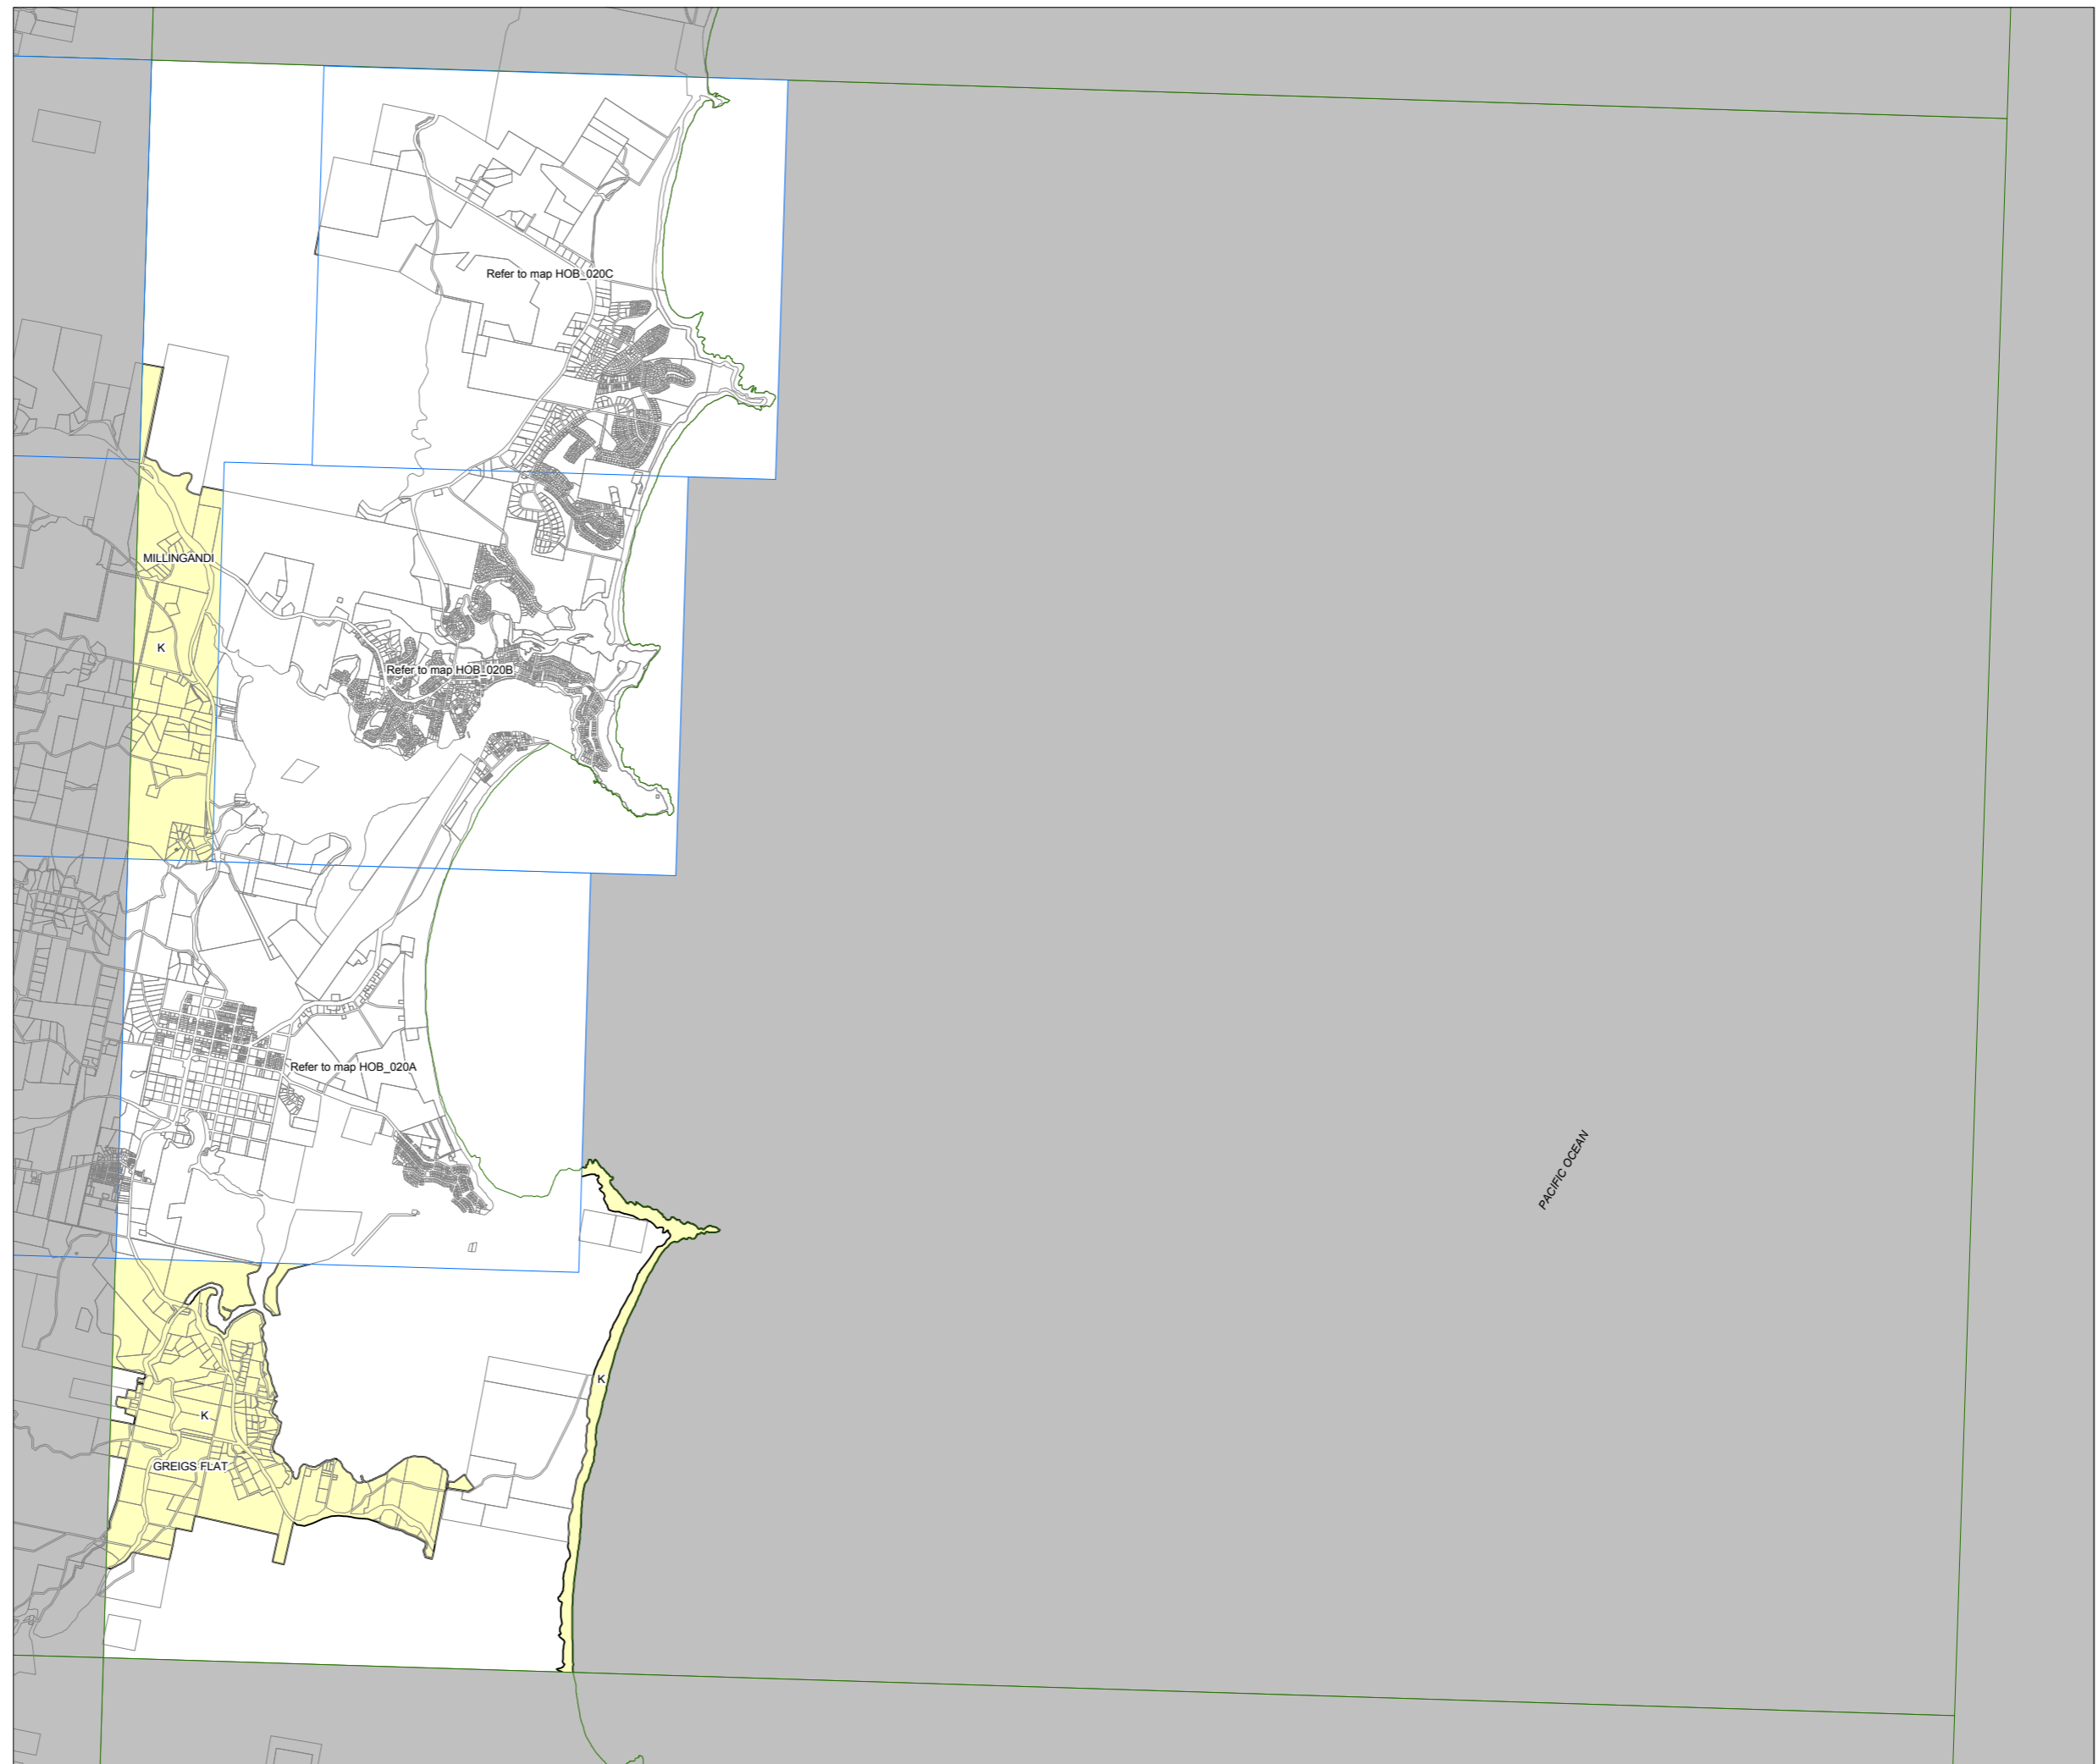 Refer to map HOB_020C
MILLINGANDI
K
Refer to map HOB_020B
Refer to map HOB_020A
PACIFIC OCEAN
K
K
GREIGS FLAT